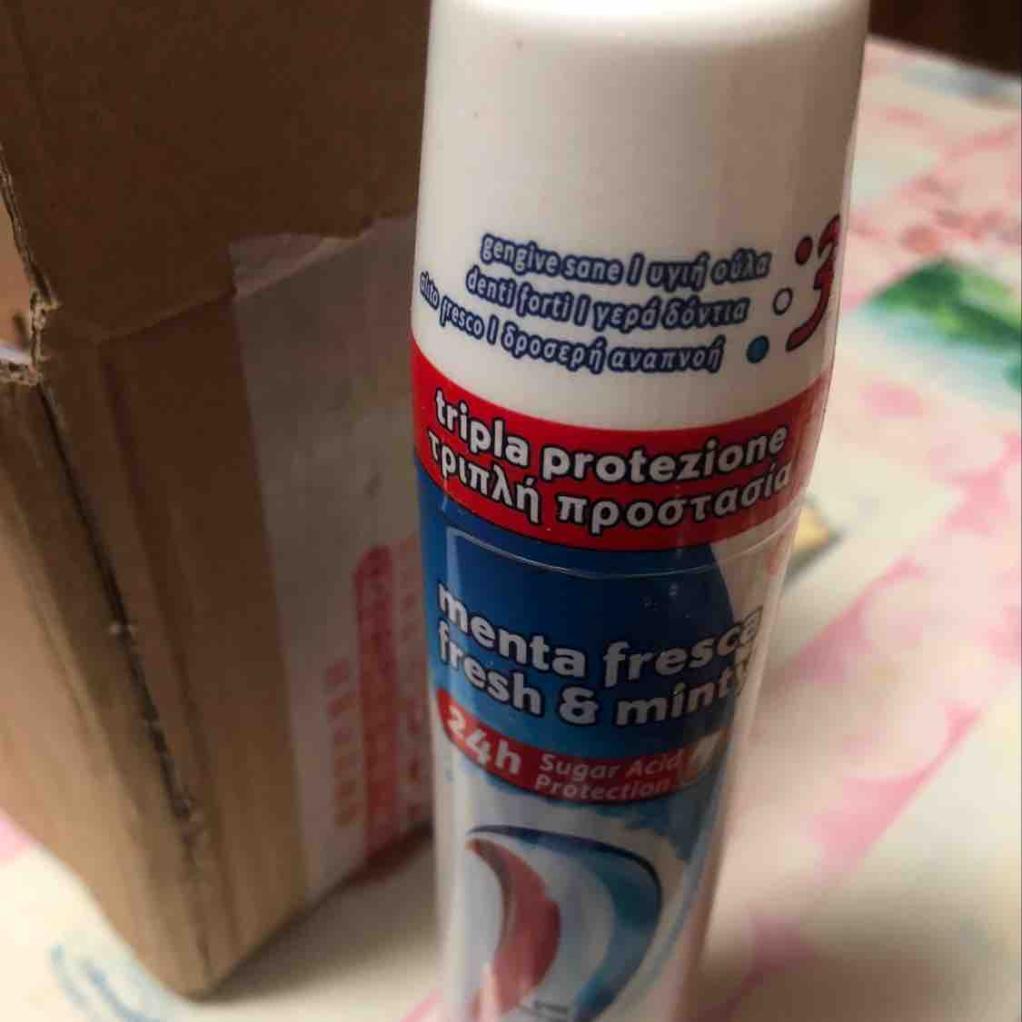 gengive sane | υγιή ούλα
denti forti | γερά δόντια
alito fresco | δροσερή αναπνοή
3
tripla protezione
τριπλή προστασία
menta fresca
fresh & minty
24h Sugar Acid
Protection